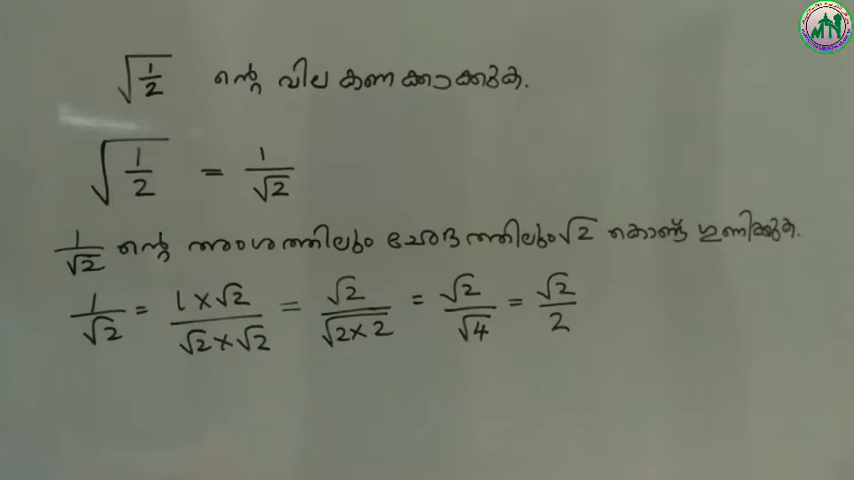 √(1/2) ന്റെ വില കണക്കാക്കുക.
√(1/2) = 1/√2
1/√2 ന്റെ അംശത്തിലും ഛേദത്തിലും √2 കൊണ്ട് ഗുണിക്കുക.
1/√2 = (1×√2)/(√2×√2) = √2/√(2×2) = √2/√4 = √2/2